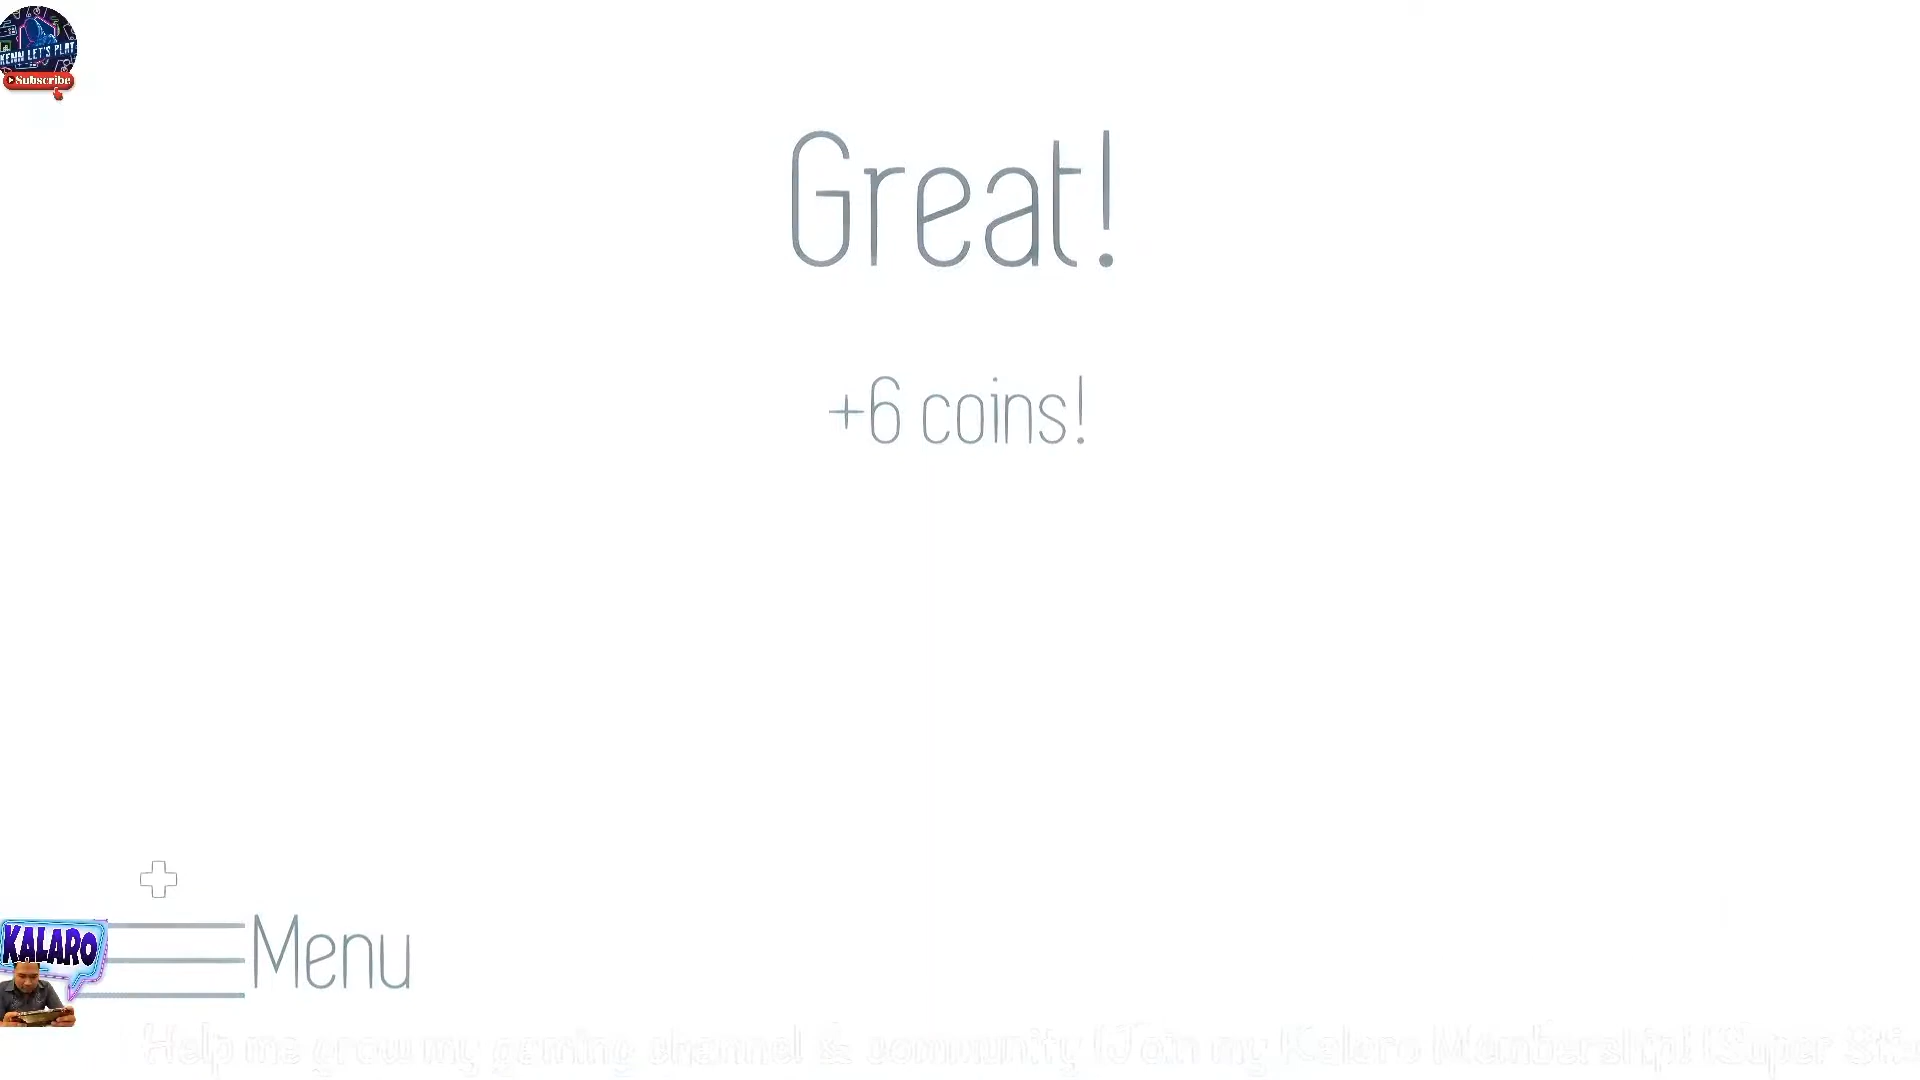 KENN LET'S PLAY
Subscribe
Great!
+6 coins!
KALARO
Menu
Help me grow my gaming channel & community (Join my Kalaro Membership) (Super Sti